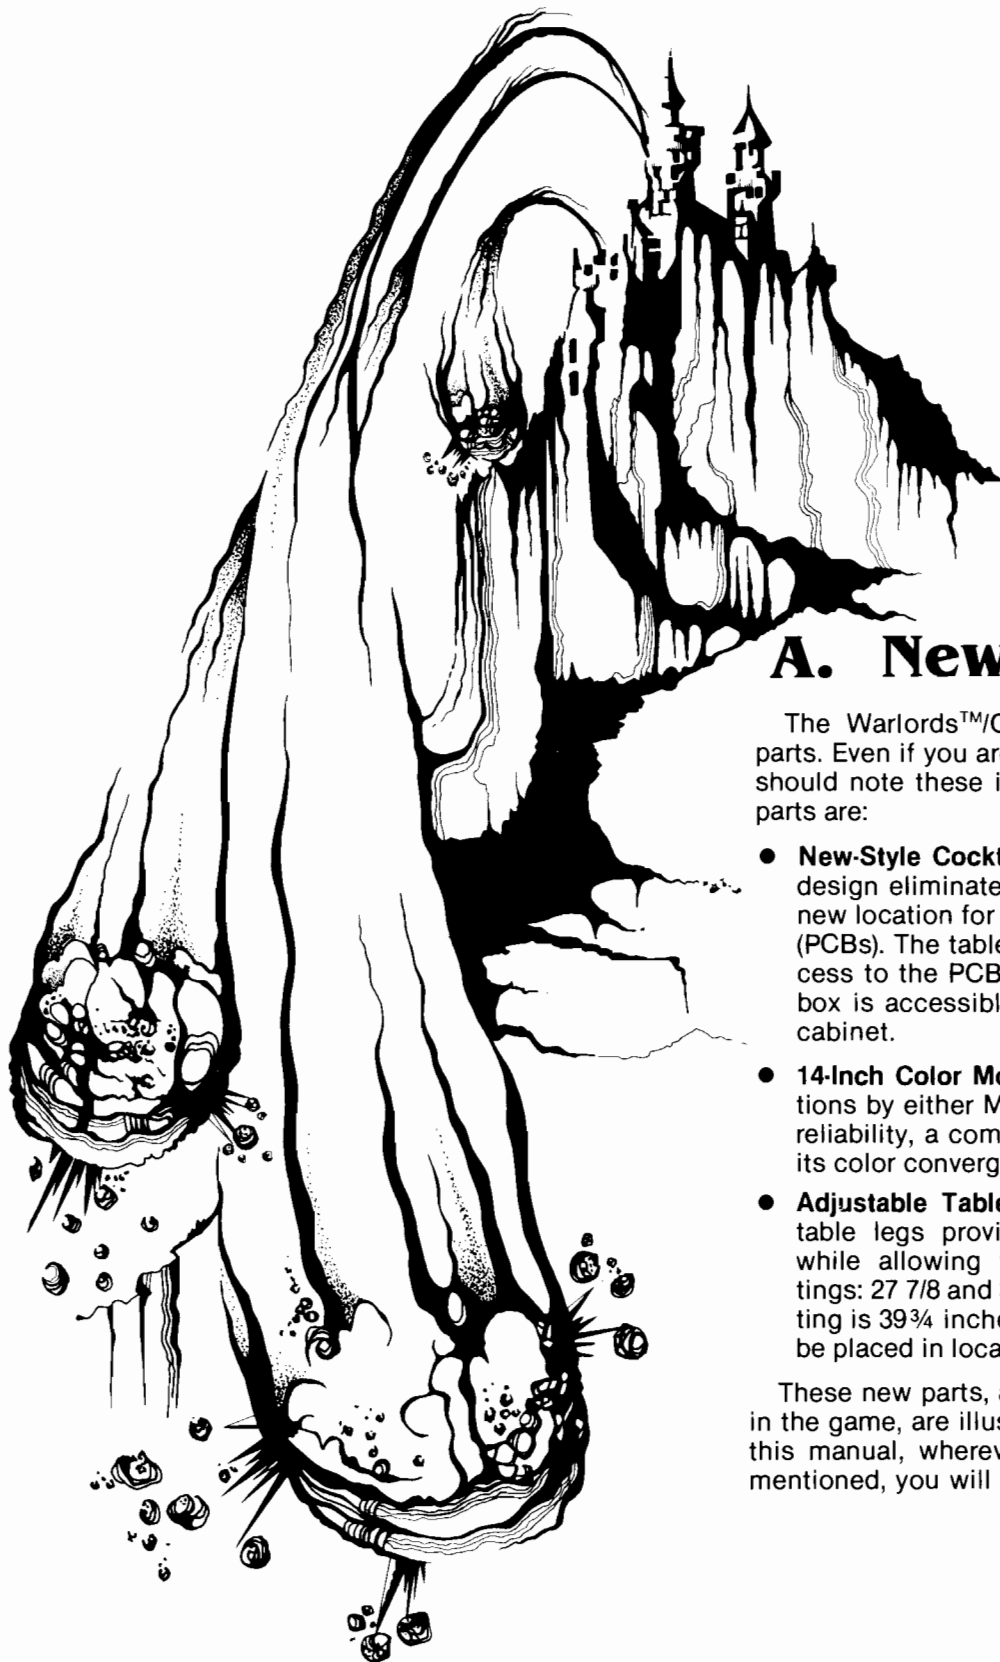 A. New
The Warlords™/C
parts. Even if you are
should note these i
parts are:
● New-Style Cockt
design eliminate
new location for
(PCBs). The table
cess to the PCB
box is accessibl
cabinet.
● 14-Inch Color Mo
tions by either M
reliability, a com
its color converg
● Adjustable Table
table legs provi
while allowing
tings: 27 7/8 and
ting is 39¾ inche
be placed in loca
These new parts, a
in the game, are illus
this manual, wherev
mentioned, you will